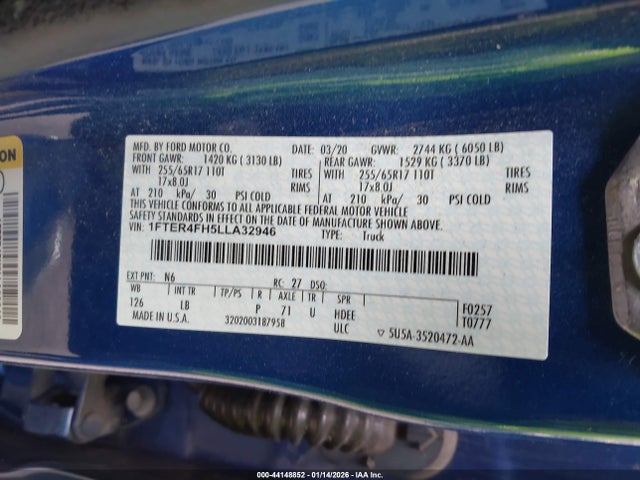 MFD. BY FORD MOTOR CO. DATE: 03/20 GVWR: 2744 KG ( 6050 LB)
FRONT GAWR: 1420 KG ( 3130 LB) REAR GAWR: 1529 KG ( 3370 LB)
WITH 255/65R17 110T TIRES WITH 255/65R17 110T TIRES
17x8.0J RIMS 17x8.0J RIMS
AT 210 kPa/ 30 PSI COLD AT 210 kPa/ 30 PSI COLD
THIS VEHICLE CONFORMS TO ALL APPLICABLE FEDERAL MOTOR VEHICLE
SAFETY STANDARDS IN EFFECT ON THE DATE OF MANUFACTURE SHOWN ABOVE.
VIN: 1FTER4FH5LLA32946 TYPE: Truck
EXT PNT: N6 RC: 27 DSO:
WB INT TR TP/PS R AXLE TR SPR
126 LB P 71 U HDEE F0257
3202003187958 ULC T0777
▽ 5U5A-3520472-AA
ON
000-44148852 - 01/14/2026 - IAA Inc.